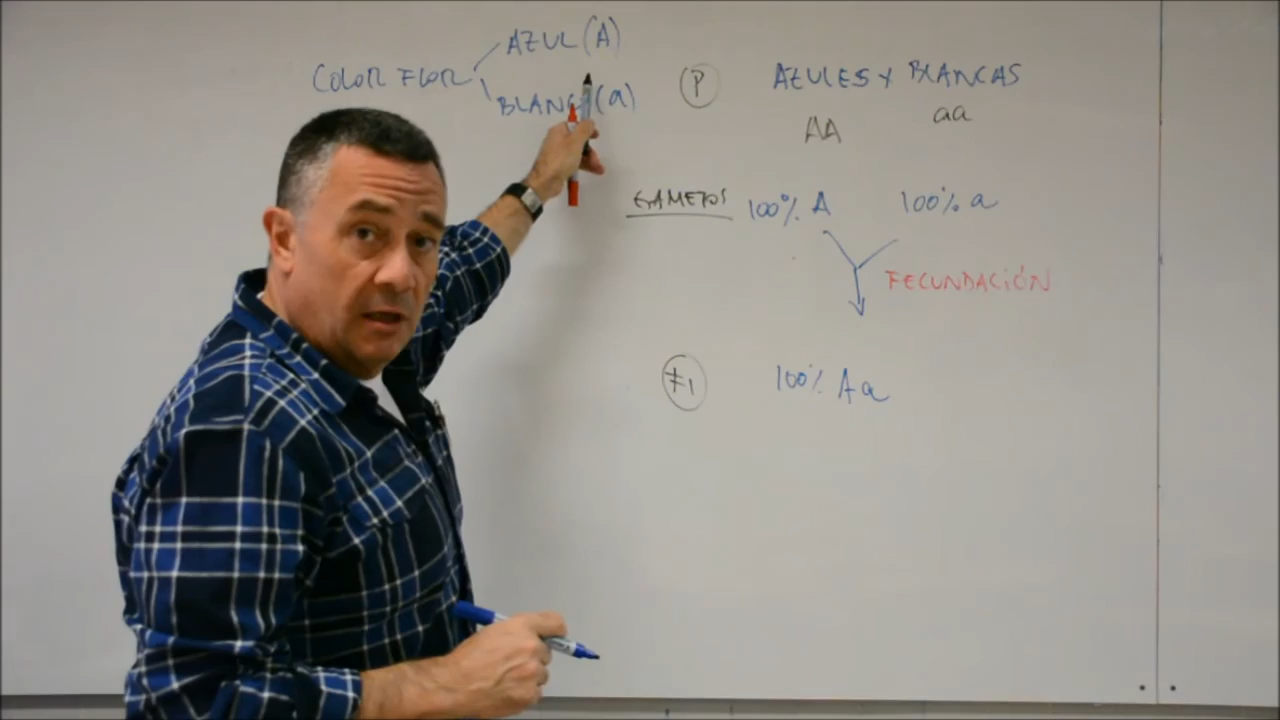 AZUL (A)
COLOR FLOR
BLANCA (a)
P
AZULES x BLANCAS
AA
aa
GAMETOS 100% A 100% a
FECUNDACIÓN
F1 100% Aa